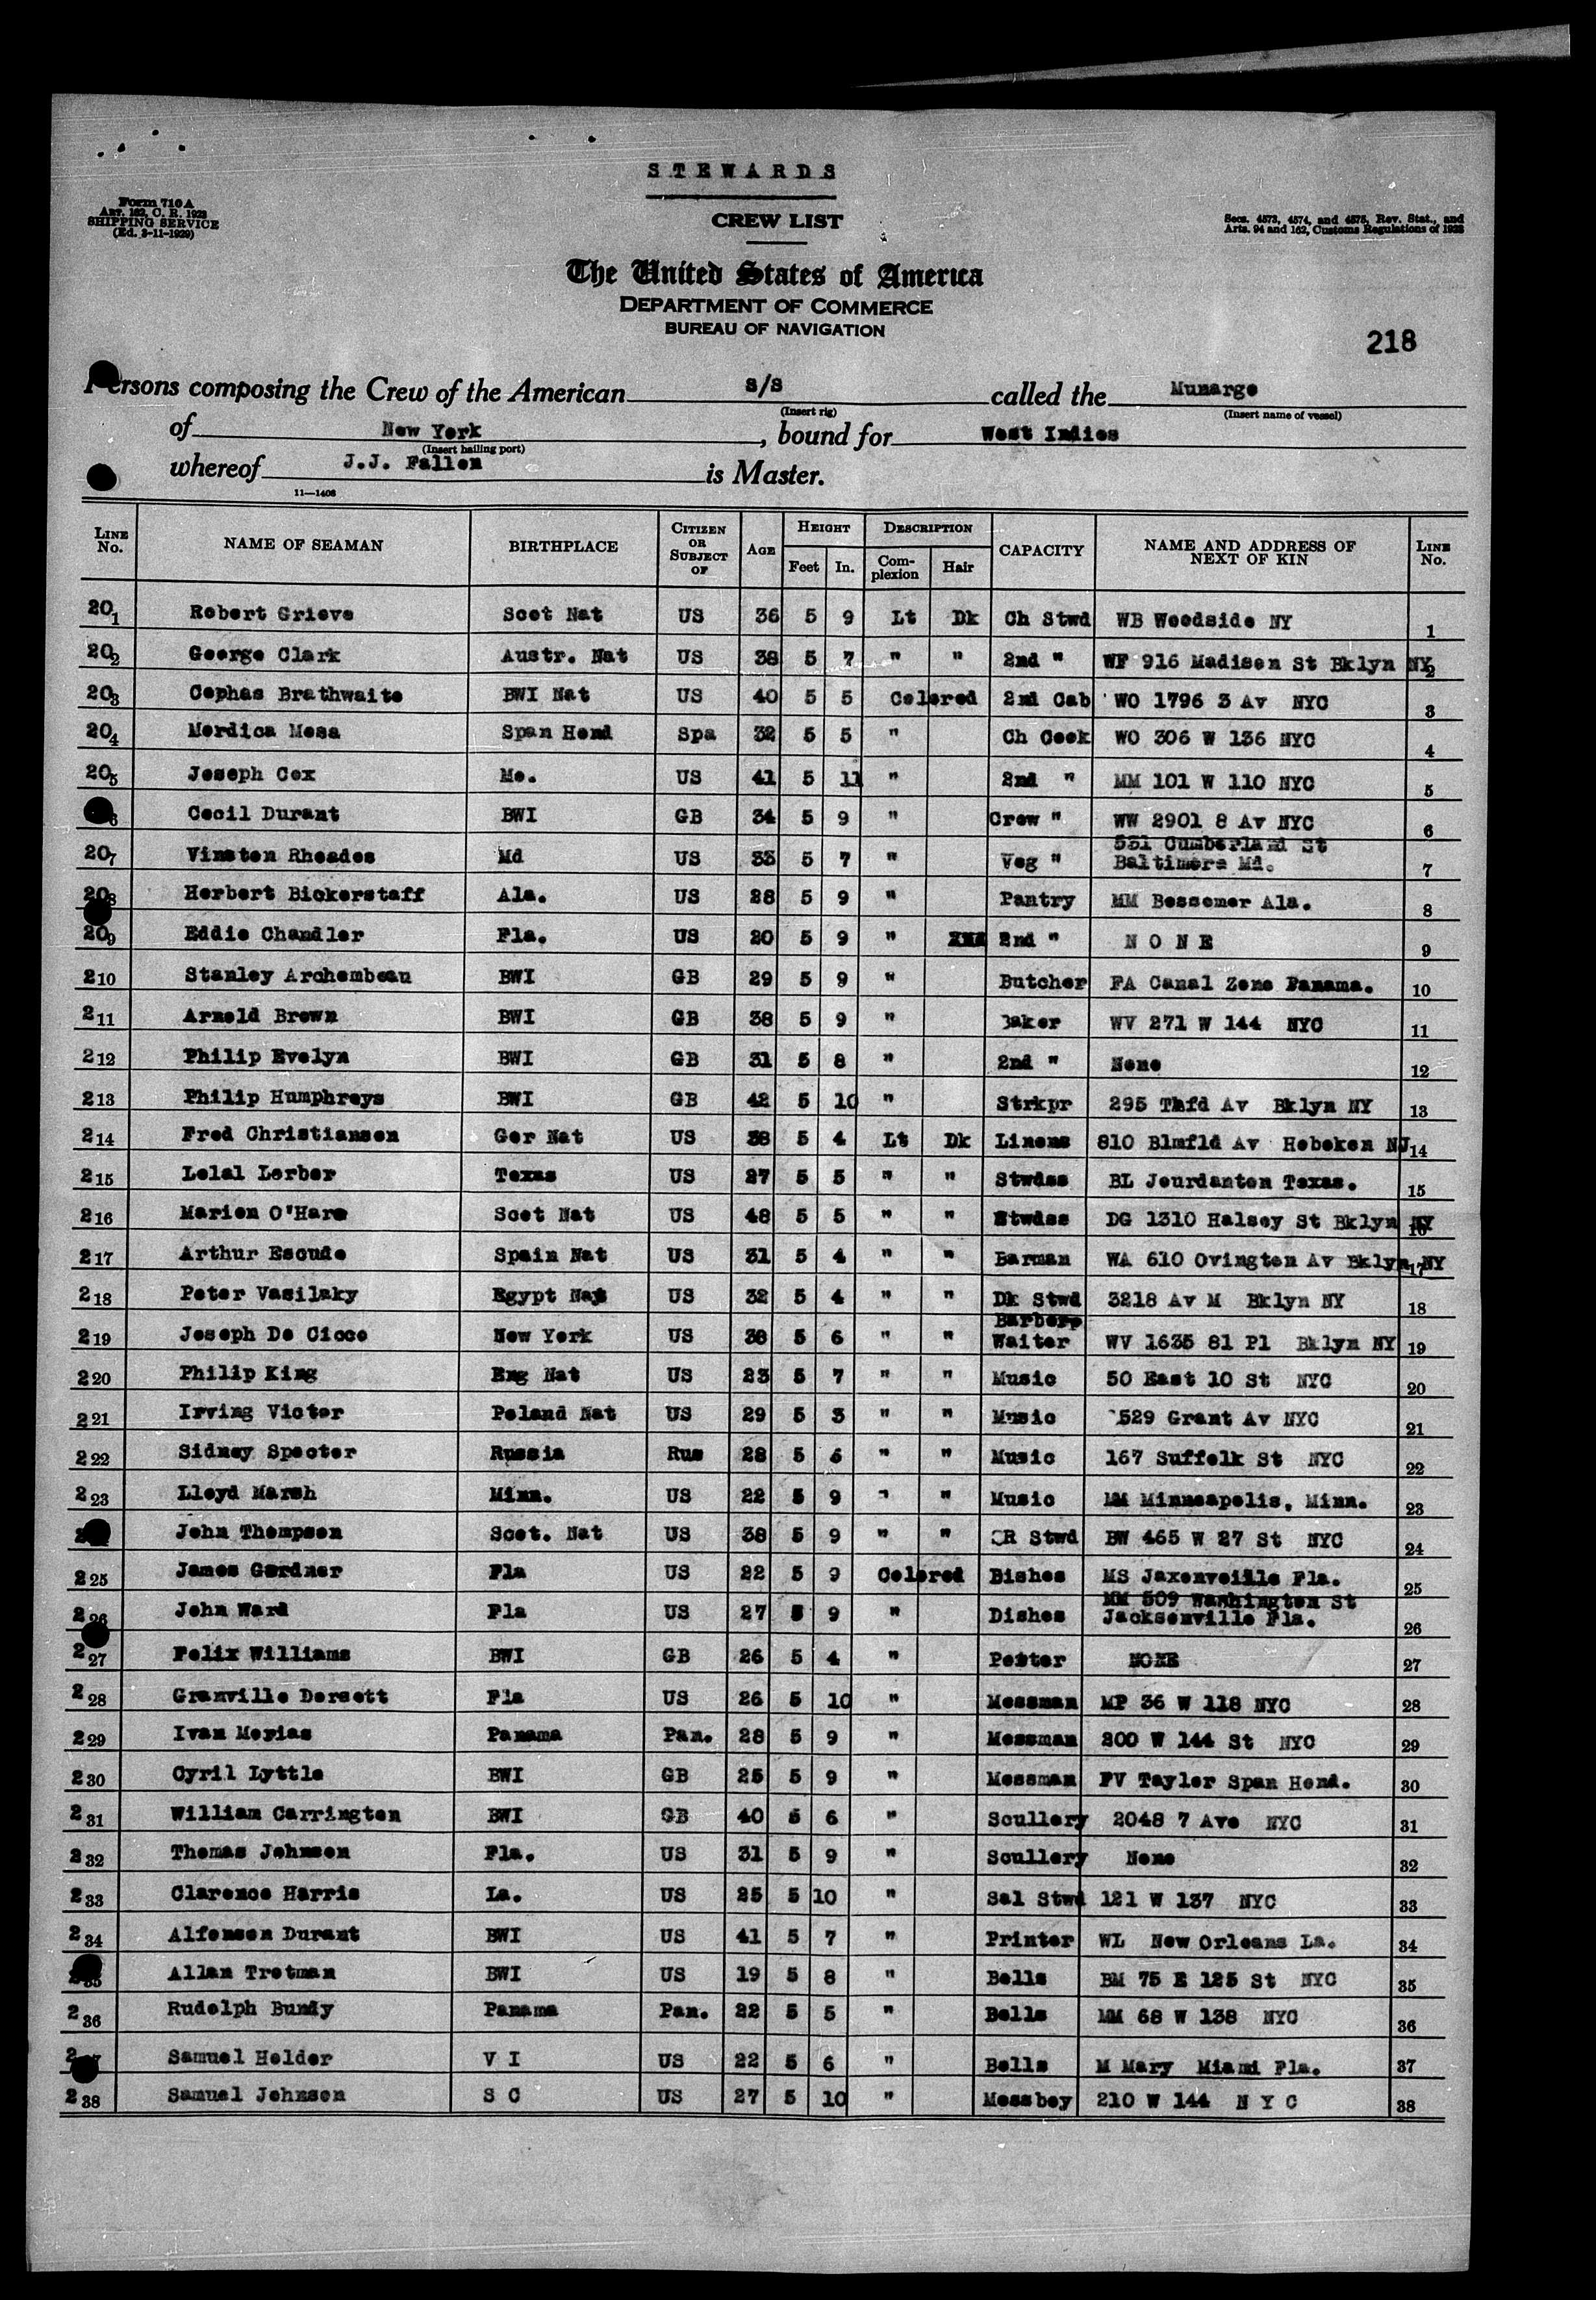 STEWARDS
Form 710 A
ART. 162, C. R. 1923
SHIPPING SERVICE
(Ed. 3-11-1929)
CREW LIST
Secs. 4573, 4574, and 4575, Rev. Stat., and
Arts. 94 and 162, Customs Regulations of 1923
The United States of America
DEPARTMENT OF COMMERCE
BUREAU OF NAVIGATION
218
Persons composing the Crew of the American s/s called the Munargo
(Insert rig) (Insert name of vessel)
of New York, bound for West Indies
(Insert hailing port)
whereof J.J. Fallon is Master.
11—1408
LINE No. NAME OF SEAMAN BIRTHPLACE CITIZEN OR SUBJECT OF AGE HEIGHT Feet In. DESCRIPTION Complexion Hair CAPACITY NAME AND ADDRESS OF NEXT OF KIN LINE No.
201 Robert Grieve Scot Nat US 36 5 9 Lt Dk Ch Stwd WB Woodside NY 1
202 George Clark Austr. Nat US 38 5 7 " " 2nd " WF 916 Madison St Bklyn NY 2
203 Cephas Brathwaite BWI Nat US 40 5 5 Colored 2nd Cab WO 1796 3 Av NYC 3
204 Mordica Mesa Span Hond Spa 32 5 5 " Ch Cook WO 306 W 136 NYC 4
205 Joseph Cox Mo. US 41 5 11 " 2nd " MM 101 W 110 NYC 5
6 Cecil Durant BWI GB 34 5 9 " Crew " WW 2901 8 Av NYC 6
207 Vinston Rhoades Md US 33 5 7 " Veg " 531 Cumberland St Baltimore Md. 7
208 Herbert Bickerstaff Ala. US 28 5 9 " Pantry MM Bessemer Ala. 8
209 Eddie Chandler Fla. US 20 5 9 " 2nd " N O N E 9
210 Stanley Archembeau BWI GB 29 5 9 " Butcher FA Canal Zone Panama. 10
211 Arnold Brown BWI GB 38 5 9 " Baker WV 271 W 144 NYC 11
212 Philip Evelyn BWI GB 31 5 8 " 2nd " None 12
213 Philip Humphreys BWI GB 42 5 10 " Strkpr 295 Thfd Av Bklyn NY 13
214 Fred Christiansen Ger Nat US 38 5 4 Lt Dk Linens 810 Blmfld Av Hoboken NJ 14
215 Lolal Lerber Texas US 27 5 5 " " Stwdss BL Jourdanton Texas. 15
216 Marion O'Hare Scot Nat US 48 5 5 " " Stwdss DG 1310 Halsey St Bklyn NY 16
217 Arthur Escude Spain Nat US 31 5 4 " " Barman WA 610 Ovington Av Bklyn NY 17
218 Peter Vasilaky Egypt Nat US 32 5 4 " " Dk Stwd 3218 Av M Bklyn NY 18
219 Joseph De Cicco New York US 38 5 6 " " Barber Waiter WV 1635 81 Pl Bklyn NY 19
220 Philip King Eng Nat US 23 5 7 " " Music 50 East 10 St NYC 20
221 Irving Victor Poland Nat US 29 5 3 " " Music 529 Grant Av NYC 21
222 Sidney Specter Russia Rus 28 5 6 " " Music 167 Suffolk St NYC 22
223 Lloyd Marsh Minn. US 22 5 9 " " Music MM Minneapolis, Minn. 23
2 John Thompson Scot. Nat US 38 5 9 " " CR Stwd BW 465 W 27 St NYC 24
225 James Gardner Fla US 22 5 9 Colored Dishes MS Jaxonveille Fla. 25
226 John Ward Fla US 27 5 9 " Dishes MM 509 Washington St Jacksonville Fla. 26
227 Felix Williams BWI GB 26 5 4 " Potter NONE 27
228 Granville Dorsett Fla US 26 5 10 " Messman MP 36 W 118 NYC 28
229 Ivan Mepias Panama Pan. 28 5 9 " Messman 300 W 144 St NYC 29
230 Cyril Lyttle BWI GB 25 5 9 " Messman FV Taylor Span Hond. 30
231 William Carrington BWI GB 40 5 6 " Scullery 2048 7 Ave NYC 31
232 Thomas Johnson Fla. US 31 5 9 " Scullery None 32
233 Clarence Harris La. US 25 5 10 " Sal Stwd 121 W 137 NYC 33
234 Alfonson Durant BWI US 41 5 7 " Printer WL New Orleans La. 34
235 Allan Trotman BWI US 19 5 8 " Bells BM 75 E 125 St NYC 35
236 Rudolph Bundy Panama Pan. 22 5 5 " Bells MM 68 W 138 NYC 36
2 Samuel Holder V I US 22 5 6 " Bells M Mary Miami Fla. 37
238 Samuel Johnson S C US 27 5 10 " Messboy 210 W 144 N Y C 38